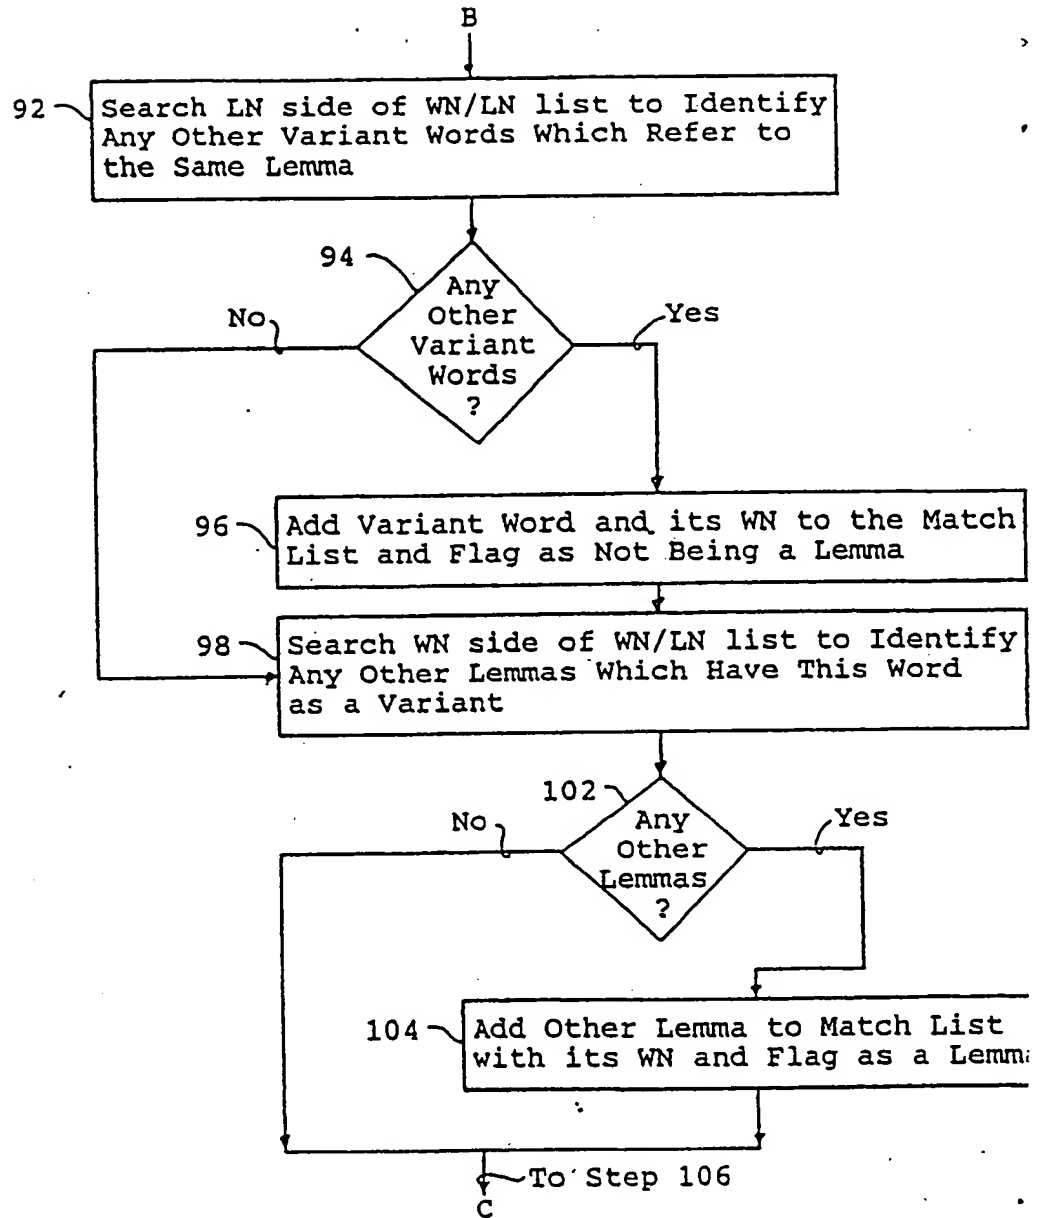 B
92
Search LN side of WN/LN list to Identify
Any Other Variant Words Which Refer to
the Same Lemma
94
Any
Other
Variant
Words
?
No
Yes
96
Add Variant Word and its WN to the Match
List and Flag as Not Being a Lemma
98
Search WN side of WN/LN list to Identify
Any Other Lemmas Which Have This Word
as a Variant
102
Any
Other
Lemmas
?
No
Yes
104
Add Other Lemma to Match List
with its WN and Flag as a Lemma
To Step 106
C